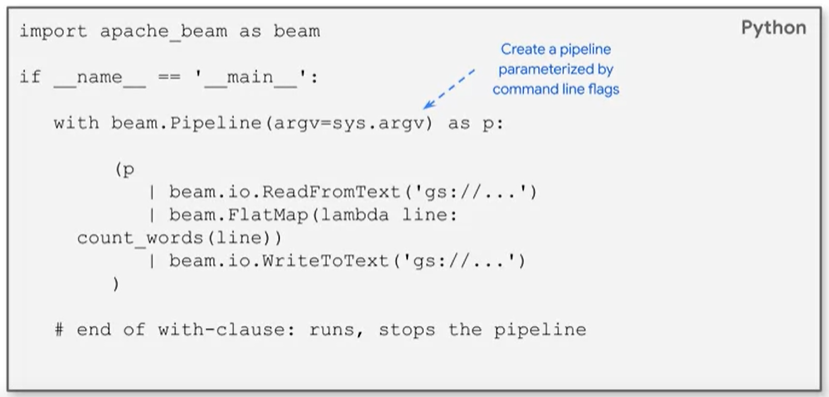 Python
import apache_beam as beam
if __name__ == '__main__':
Create a pipeline
parameterized by
command line flags
with beam.Pipeline(argv=sys.argv) as p:
(p
| beam.io.ReadFromText('gs://...')
| beam.FlatMap(lambda line:
count_words(line))
| beam.io.WriteToText('gs://...')
)
# end of with-clause: runs, stops the pipeline